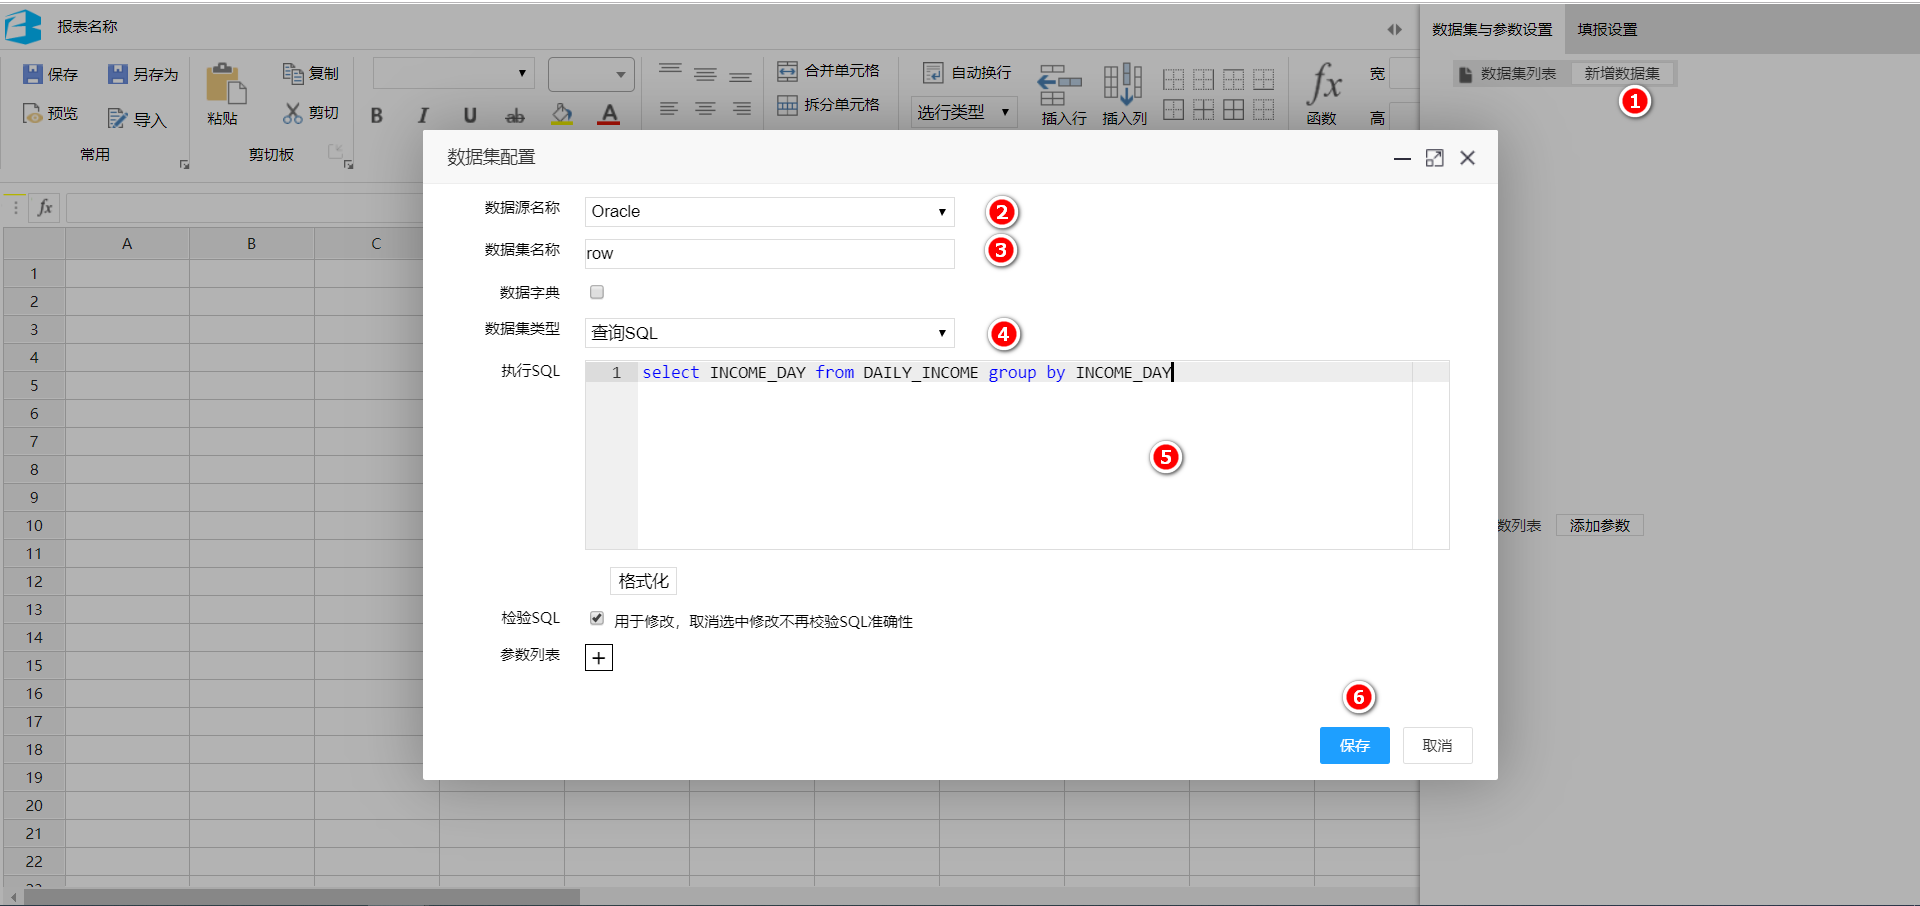 报表名称
数据集与参数设置 填报设置
保存 另存为 复制 合并单元格 自动换行 宽 数据集列表 新增数据集
1
预览 导入 粘贴 剪切 B I U ab A 拆分单元格 选行类型 插入行 插入列 fx 函数 高
常用 剪切板
数据集配置
fx
数据源名称 Oracle 2
A B C
数据集名称 row 3
数据字典
数据集类型 查询SQL 4
执行SQL 1 select INCOME_DAY from DAILY_INCOME group by INCOME_DAY
5
数列表 添加参数
格式化
检验SQL 用于修改，取消选中修改不再校验SQL准确性
参数列表 +
6
保存 取消
1
2
3
4
5
6
7
8
9
10
11
12
13
14
15
16
17
18
19
20
21
22